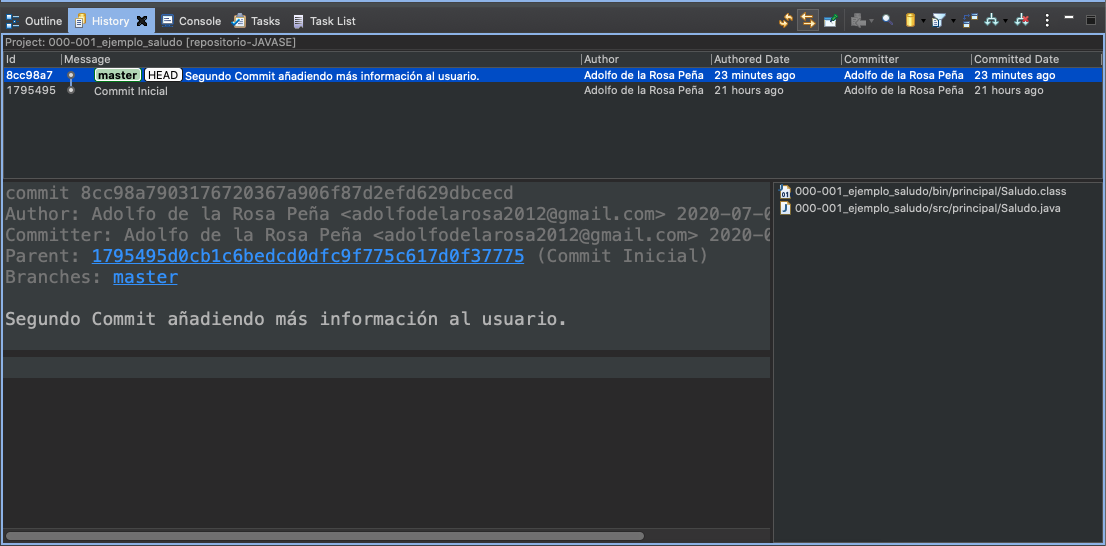 Outline History Console Tasks Task List
Project: 000-001_ejemplo_saludo [repositorio-JAVASE]
Id Message Author Authored Date Committer Committed Date
8cc98a7 master HEAD Segundo Commit añadiendo más información al usuario. Adolfo de la Rosa Peña 23 minutes ago Adolfo de la Rosa Peña 23 minutes ago
1795495 Commit Inicial Adolfo de la Rosa Peña 21 hours ago Adolfo de la Rosa Peña 21 hours ago
commit 8cc98a7903176720367a906f87d2efd629dbcecd
Author: Adolfo de la Rosa Peña <adolfodelarosa2012@gmail.com> 2020-07-0
Committer: Adolfo de la Rosa Peña <adolfodelarosa2012@gmail.com> 2020-0
Parent: 1795495d0cb1c6bedcd0dfc9f775c617d0f37775 (Commit Inicial)
Branches: master
Segundo Commit añadiendo más información al usuario.
000-001_ejemplo_saludo/bin/principal/Saludo.class
000-001_ejemplo_saludo/src/principal/Saludo.java